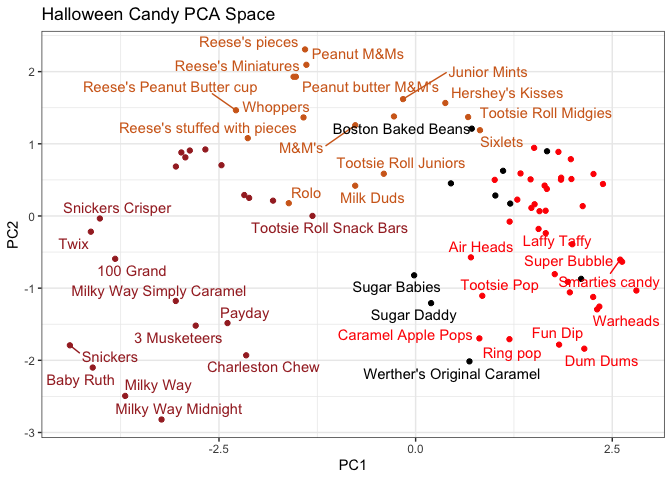 Halloween Candy PCA Space
Reese's pieces
Peanut M&Ms
Reese's Miniatures
Junior Mints
Reese's Peanut Butter cup
Peanut butter M&M's
Hershey's Kisses
Whoppers
Tootsie Roll Midgies
Reese's stuffed with pieces
Boston Baked Beans
M&M's
Sixlets
Tootsie Roll Juniors
Rolo
Milk Duds
Snickers Crisper
Tootsie Roll Snack Bars
Twix
Laffy Taffy
Air Heads
100 Grand
Super Bubble
Sugar Babies
Tootsie Pop
Smarties candy
Milky Way Simply Caramel
Payday
Sugar Daddy
Warheads
3 Musketeers
Caramel Apple Pops
Fun Dip
Snickers
Ring pop
Charleston Chew
Dum Dums
Baby Ruth
Milky Way
Werther's Original Caramel
Milky Way Midnight
2
1
0
-1
-2
-3
PC2
-2.5
0.0
2.5
PC1